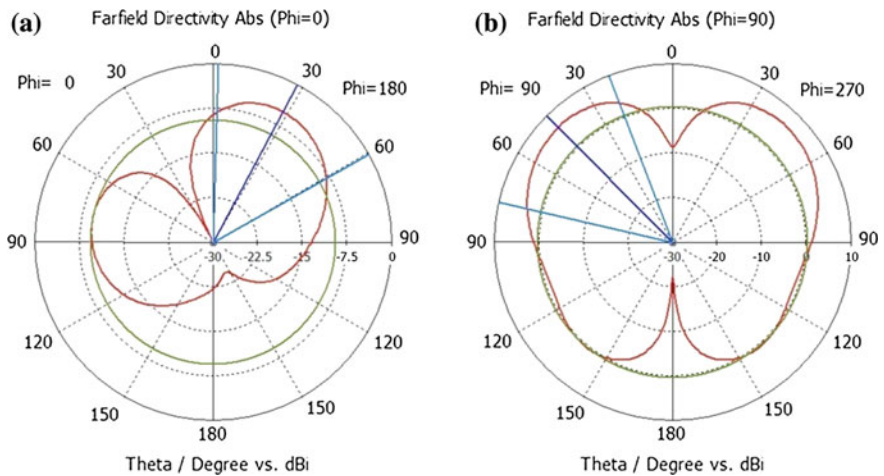 (a) Farfield Directivity Abs (Phi=0)
0
30 30
Phi= 0 Phi=180
60 60
90 90
-30 -22.5 -15 -7.5 0
120 120
150 150
180
Theta / Degree vs. dBi
(b) Farfield Directivity Abs (Phi=90)
0
30 30
Phi= 90 Phi=270
60 60
90 90
-30 -20 -10 0 10
120 120
150 150
180
Theta / Degree vs. dBi